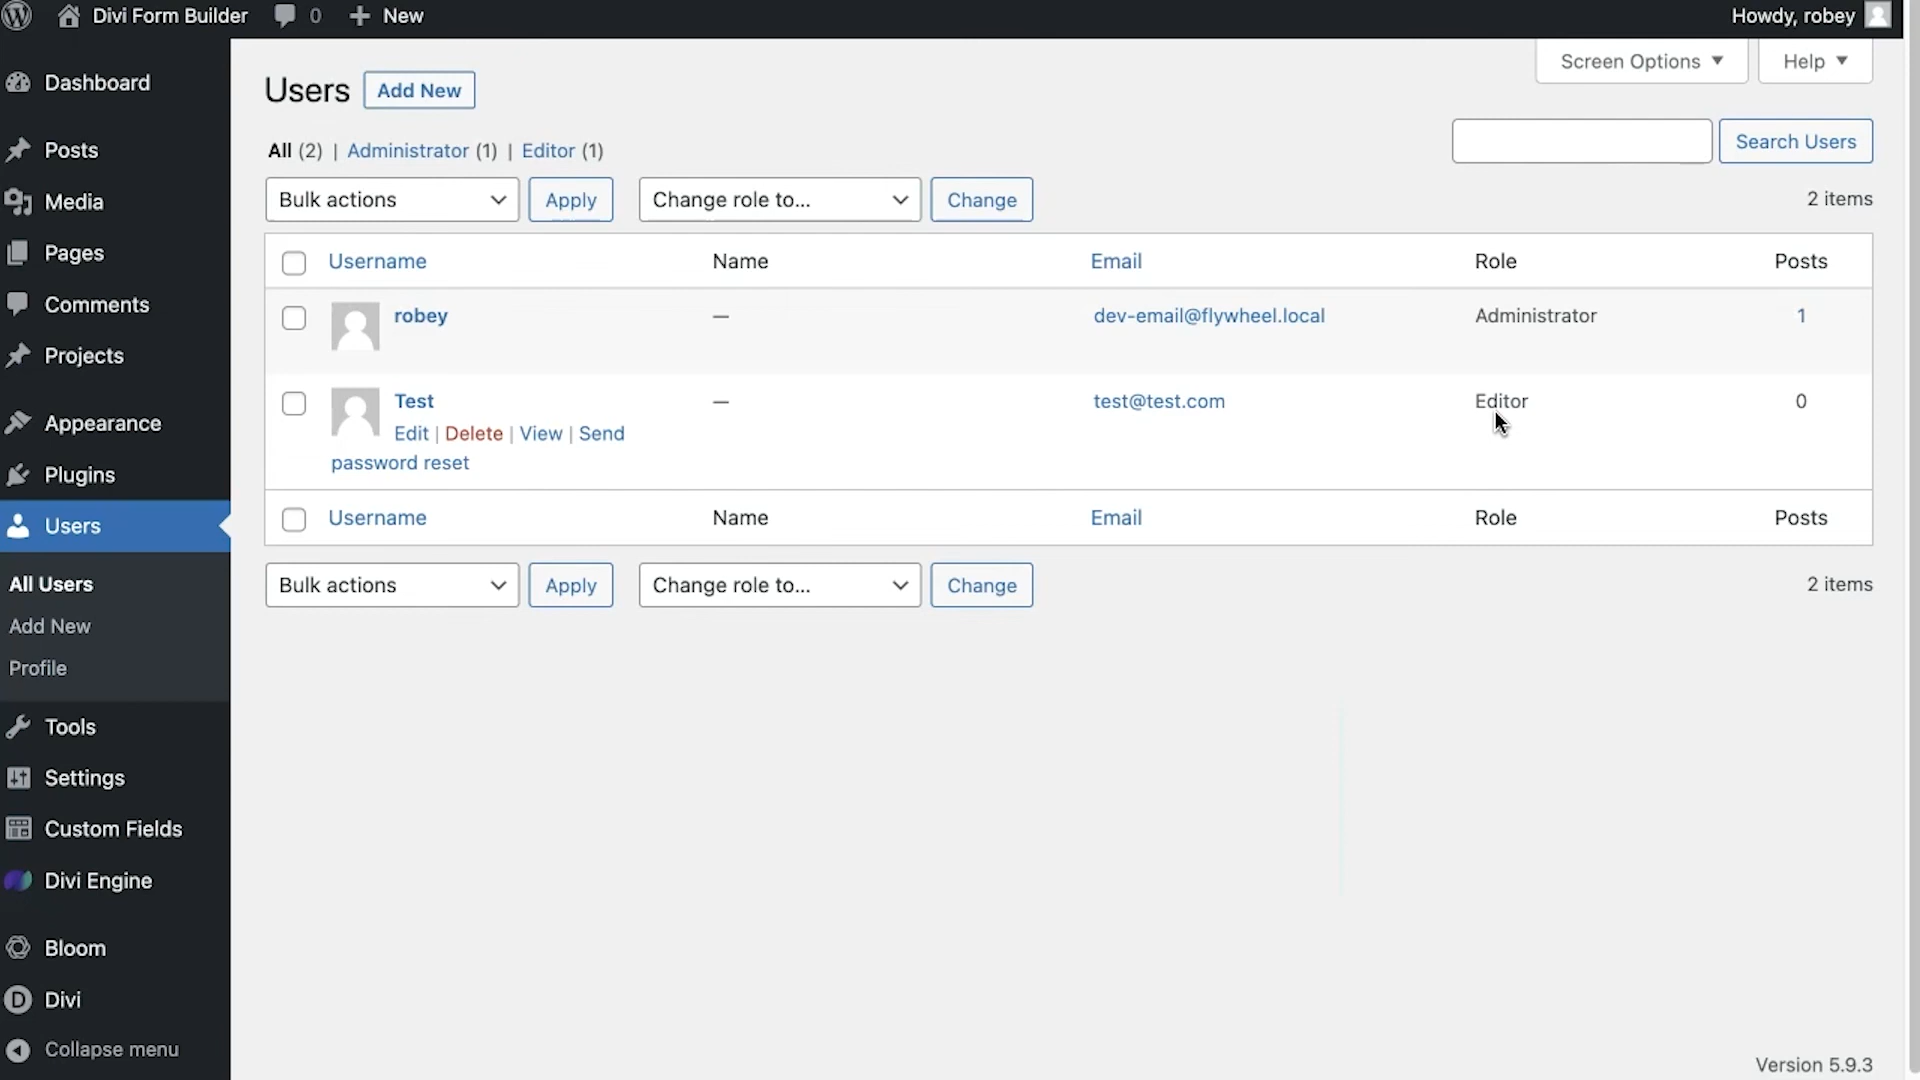 Divi Form Builder 0 New Howdy, robey
Screen Options Help
Dashboard
Posts
Media
Pages
Comments
Projects
Appearance
Plugins
Users
All Users
Add New
Profile
Tools
Settings
Custom Fields
Divi Engine
Bloom
Divi
Collapse menu
Users Add New
All (2) | Administrator (1) | Editor (1)
Search Users
Bulk actions Apply Change role to... Change 2 items
Username Name Email Role Posts
robey — dev-email@flywheel.local Administrator 1
Test — test@test.com Editor 0
Edit | Delete | View | Send
password reset
Username Name Email Role Posts
Bulk actions Apply Change role to... Change 2 items
Version 5.9.3